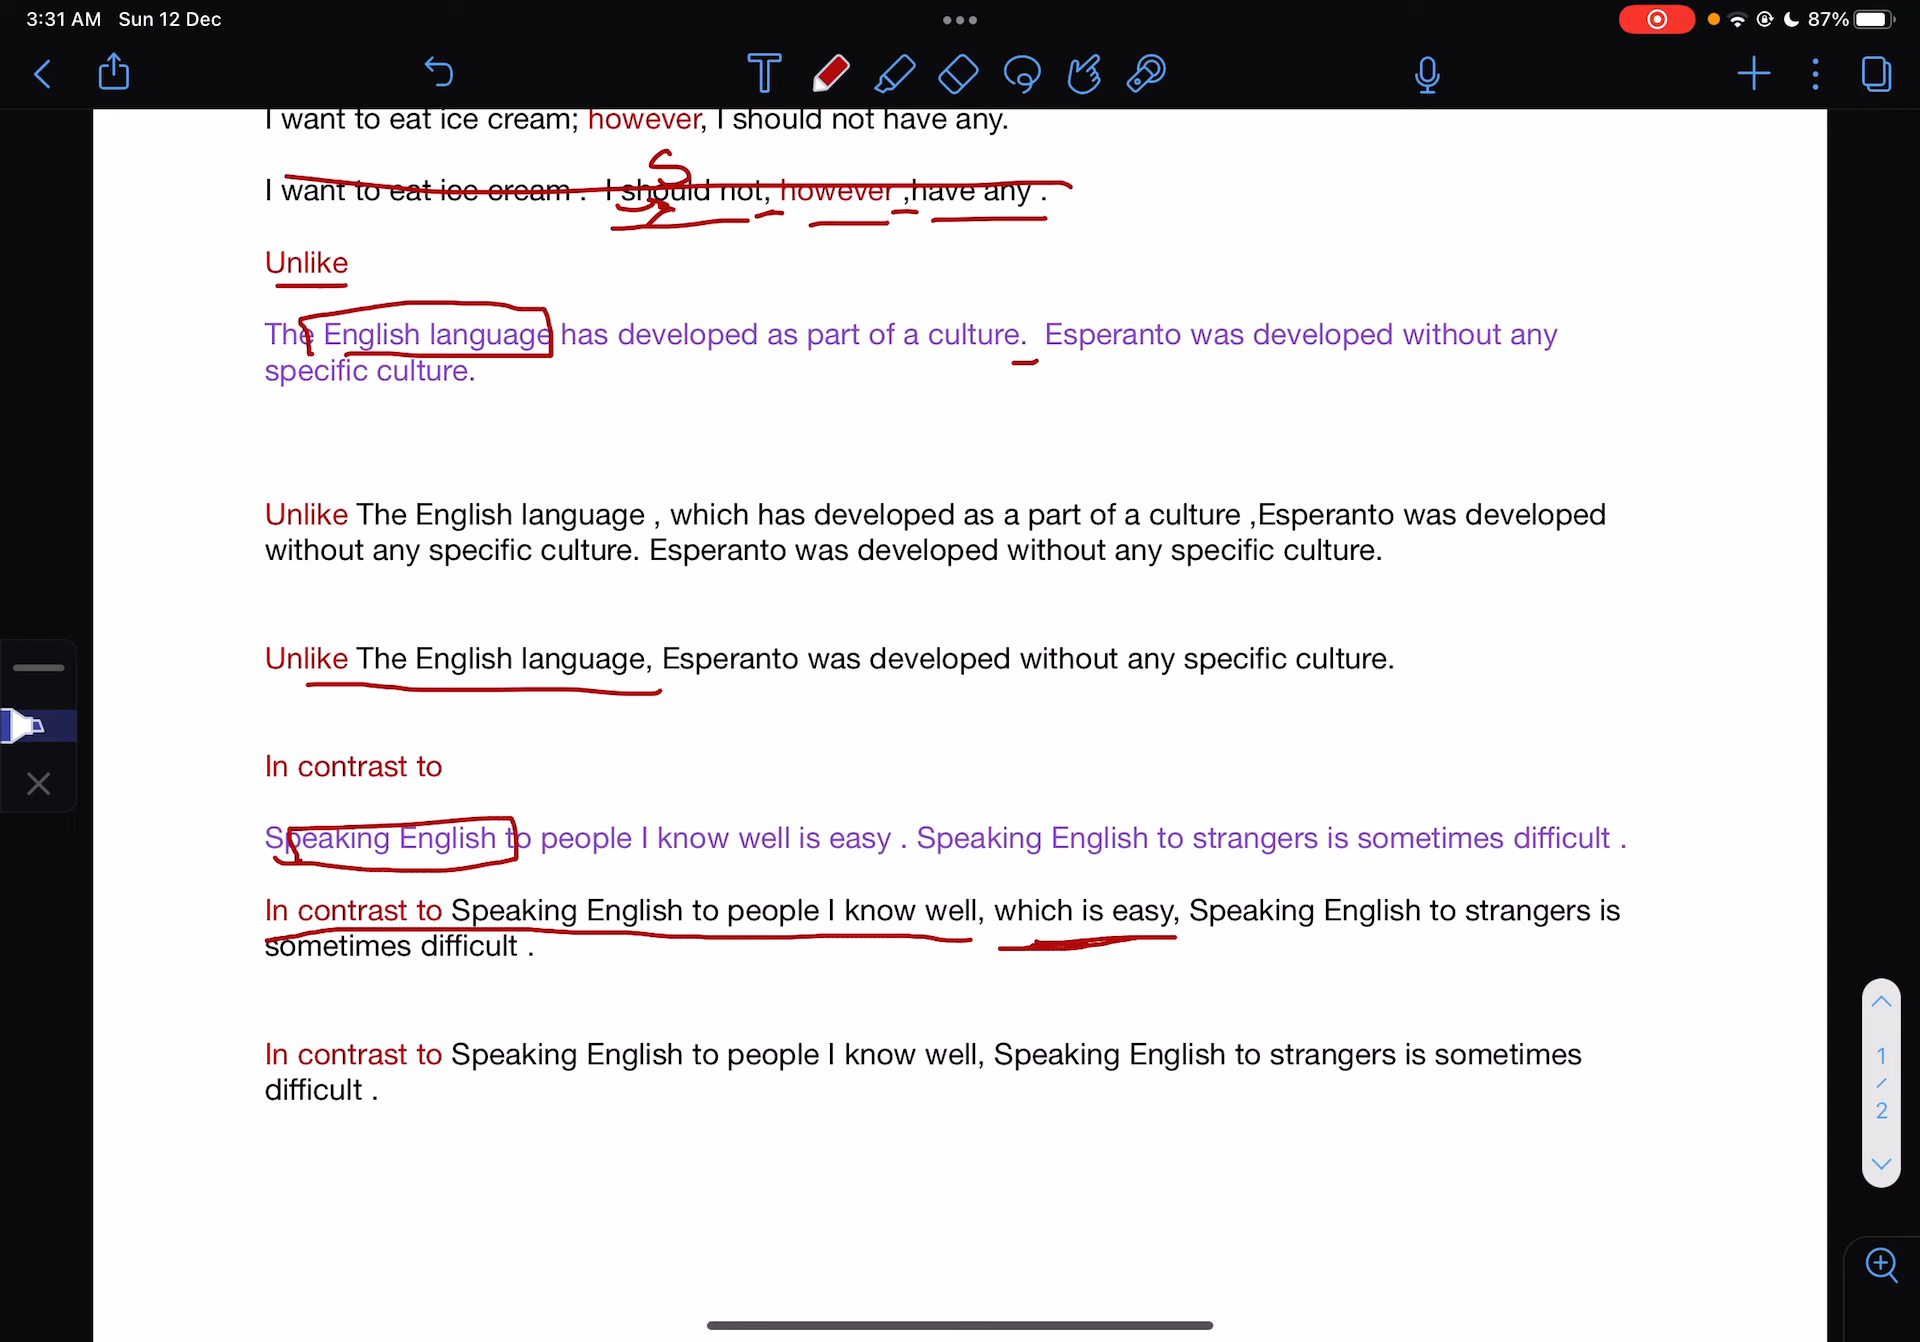 3:31 AM Sun 12 Dec
87%
I want to eat ice cream; however, I should not have any.
S
I want to eat ice cream . I should not, however ,have any .
Unlike
The English language has developed as part of a culture. Esperanto was developed without any
specific culture.
Unlike The English language , which has developed as a part of a culture ,Esperanto was developed
without any specific culture. Esperanto was developed without any specific culture.
Unlike The English language, Esperanto was developed without any specific culture.
In contrast to
Speaking English to people I know well is easy . Speaking English to strangers is sometimes difficult .
In contrast to Speaking English to people I know well, which is easy, Speaking English to strangers is
sometimes difficult .
In contrast to Speaking English to people I know well, Speaking English to strangers is sometimes
difficult .
1
/
2